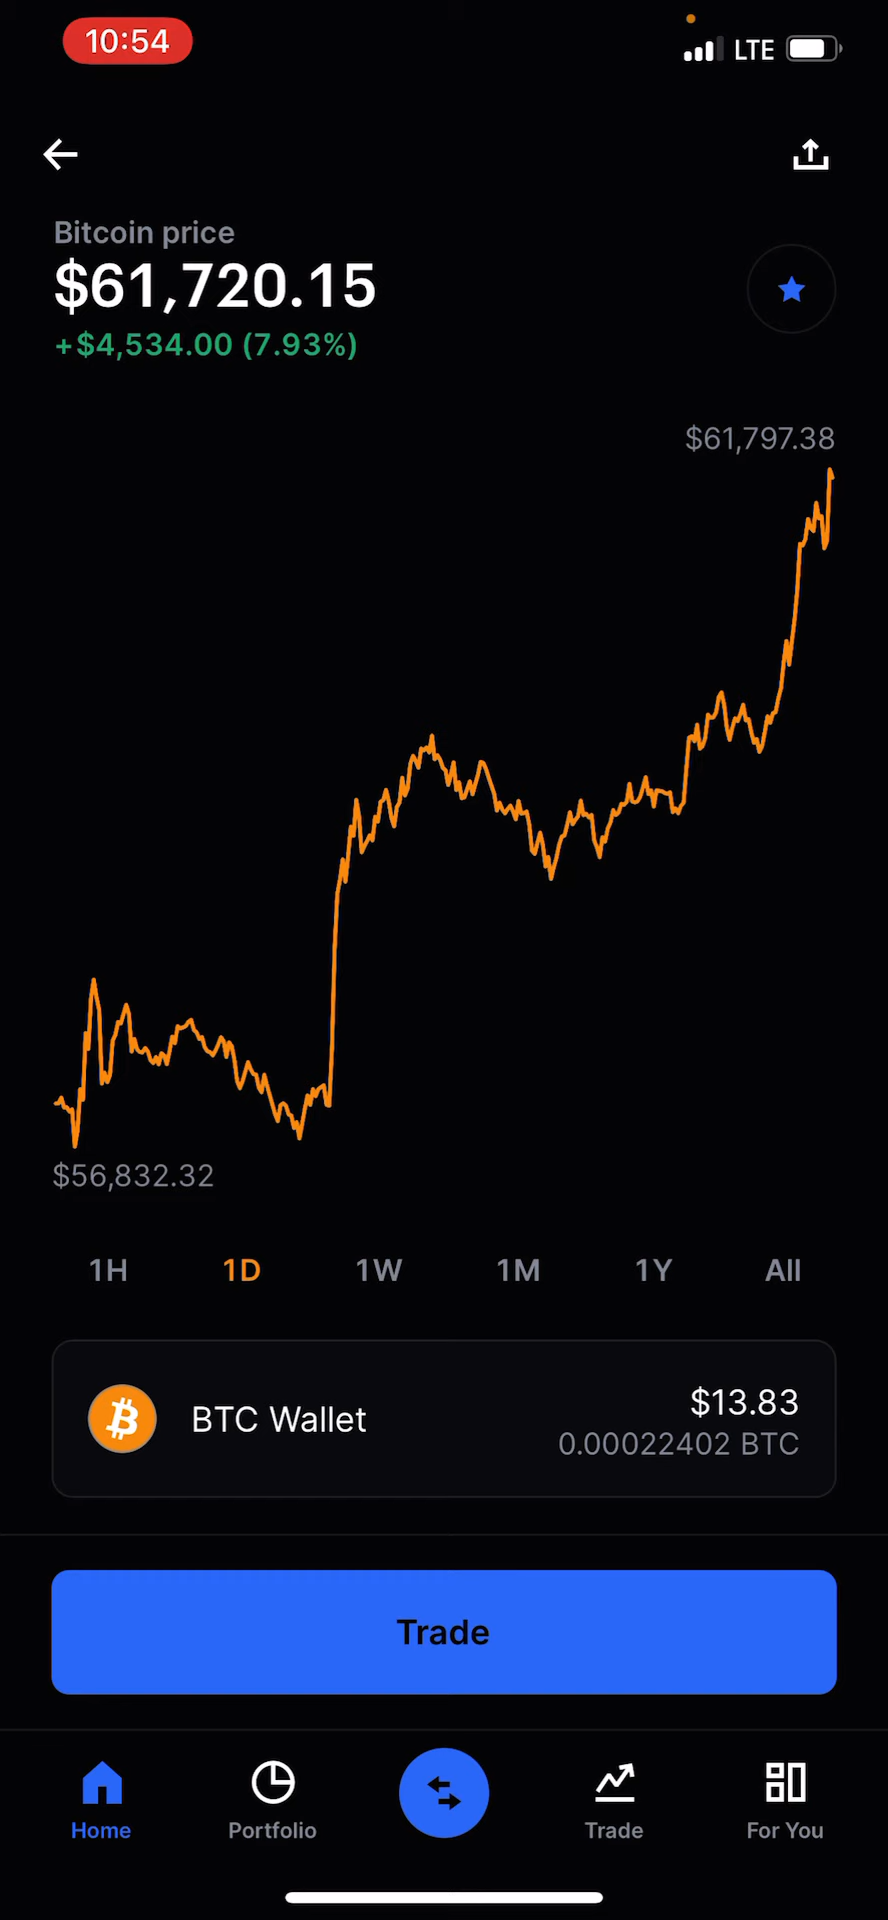 10:54
LTE
Bitcoin price
$61,720.15
+$4,534.00 (7.93%)
$61,797.38
$56,832.32
1H 1D 1W 1M 1Y All
BTC Wallet
$13.83
0.00022402 BTC
Trade
Home Portfolio Trade For You